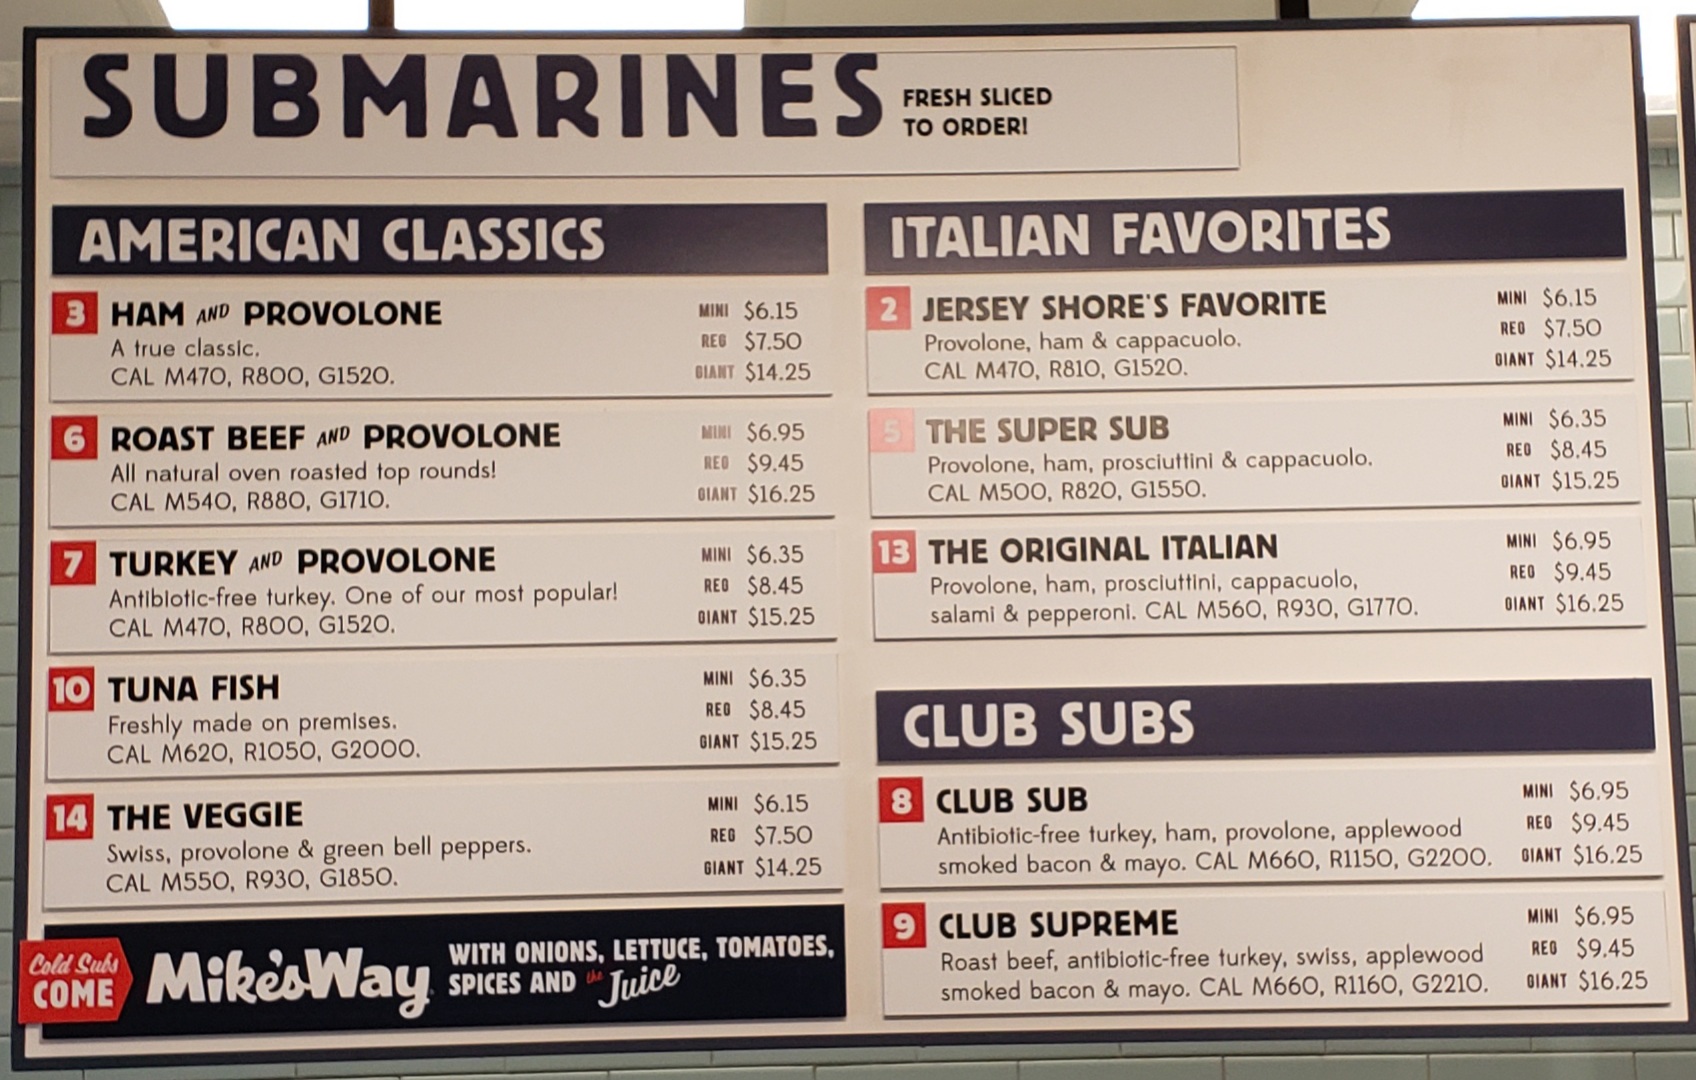 SUBMARINES
FRESH SLICED
TO ORDER!
AMERICAN CLASSICS
3 HAM AND PROVOLONE
A true classic.
CAL M470, R800, G1520.
MINI $6.15
REG $7.50
GIANT $14.25
6 ROAST BEEF AND PROVOLONE
All natural oven roasted top rounds!
CAL M540, R880, G1710.
MINI $6.95
REG $9.45
GIANT $16.25
7 TURKEY AND PROVOLONE
Antibiotic-free turkey. One of our most popular!
CAL M470, R800, G1520.
MINI $6.35
REG $8.45
GIANT $15.25
10 TUNA FISH
Freshly made on premises.
CAL M620, R1050, G2000.
MINI $6.35
REG $8.45
GIANT $15.25
14 THE VEGGIE
Swiss, provolone & green bell peppers.
CAL M550, R930, G1850.
MINI $6.15
REG $7.50
GIANT $14.25
Cold Subs
COME
Mike's Way
WITH ONIONS, LETTUCE, TOMATOES,
SPICES AND the Juice
ITALIAN FAVORITES
2 JERSEY SHORE'S FAVORITE
Provolone, ham & cappacuolo.
CAL M470, R810, G1520.
MINI $6.15
REG $7.50
GIANT $14.25
5 THE SUPER SUB
Provolone, ham, prosciuttini & cappacuolo.
CAL M500, R820, G1550.
MINI $6.35
REG $8.45
GIANT $15.25
13 THE ORIGINAL ITALIAN
Provolone, ham, prosciuttini, cappacuolo,
salami & pepperoni. CAL M560, R930, G1770.
MINI $6.95
REG $9.45
GIANT $16.25
CLUB SUBS
8 CLUB SUB
Antibiotic-free turkey, ham, provolone, applewood
smoked bacon & mayo. CAL M660, R1150, G2200.
MINI $6.95
REG $9.45
GIANT $16.25
9 CLUB SUPREME
Roast beef, antibiotic-free turkey, swiss, applewood
smoked bacon & mayo. CAL M660, R1160, G2210.
MINI $6.95
REG $9.45
GIANT $16.25